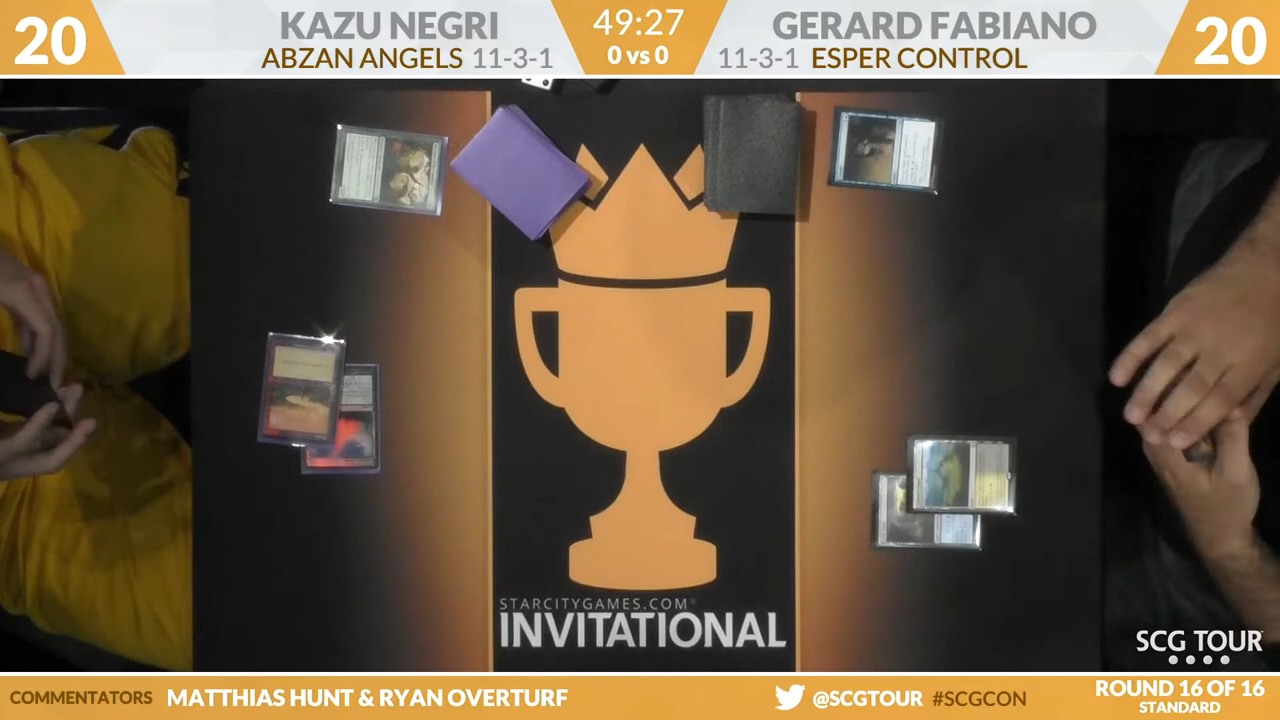 20
KAZU NEGRI
ABZAN ANGELS 11-3-1
49:27
0 vs 0
GERARD FABIANO
11-3-1 ESPER CONTROL
20
STARCITYGAMES.COM®
INVITATIONAL
SCG TOUR
COMMENTATORS MATTHIAS HUNT & RYAN OVERTURF
@SCGTOUR #SCGCON
ROUND 16 OF 16
STANDARD